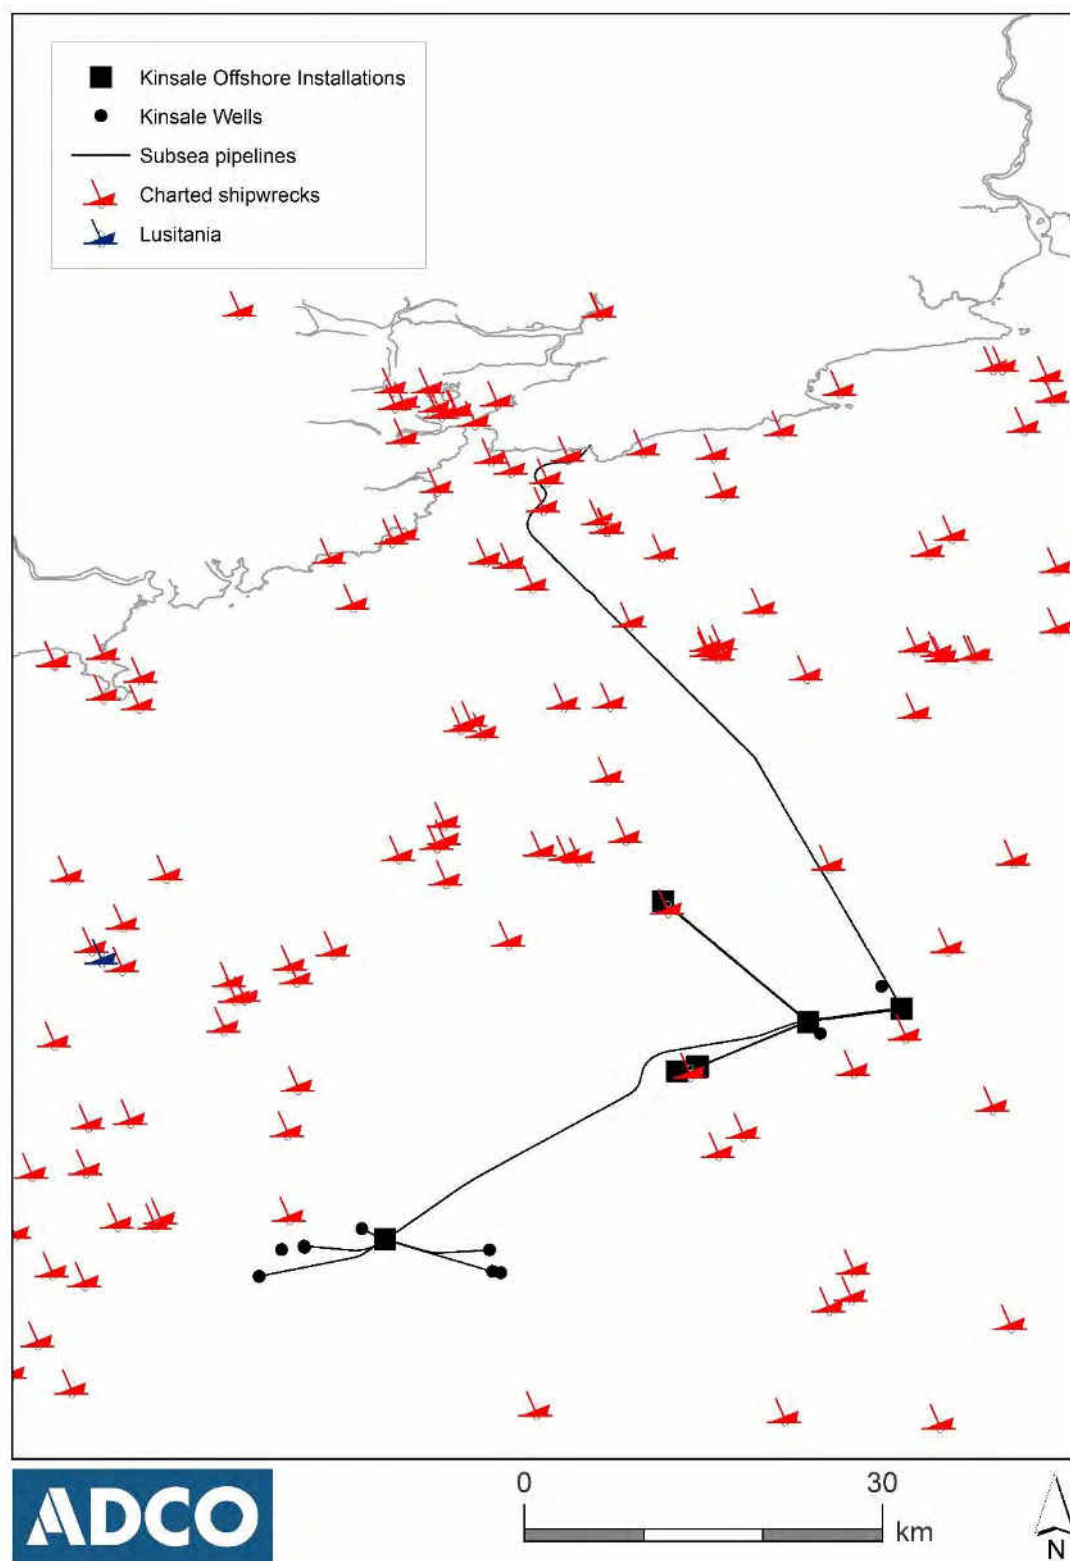 Kinsale Offshore Installations
Kinsale Wells
Subsea pipelines
Charted shipwrecks
Lusitania
ADCO
0 30
km
N